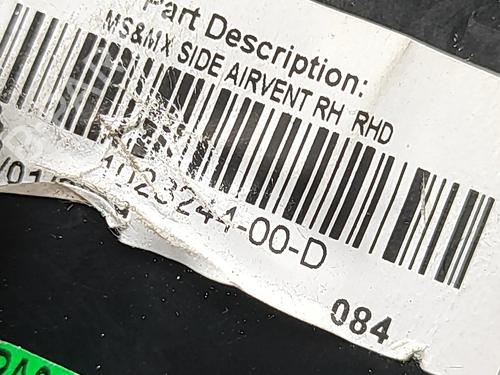 Part Description:
MS&MX SIDE AIRVENT RH RHD
1023244-00-D
084